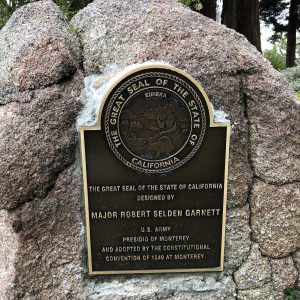 THE GREAT SEAL OF THE STATE OF CALIFORNIA
EUREKA
THE GREAT SEAL OF THE STATE OF CALIFORNIA
DESIGNED BY
MAJOR ROBERT SELDEN GARNETT
U.S. ARMY
PRESIDIO OF MONTEREY
AND ADOPTED BY THE CONSTITUTIONAL
CONVENTION OF 1849 AT MONTEREY.